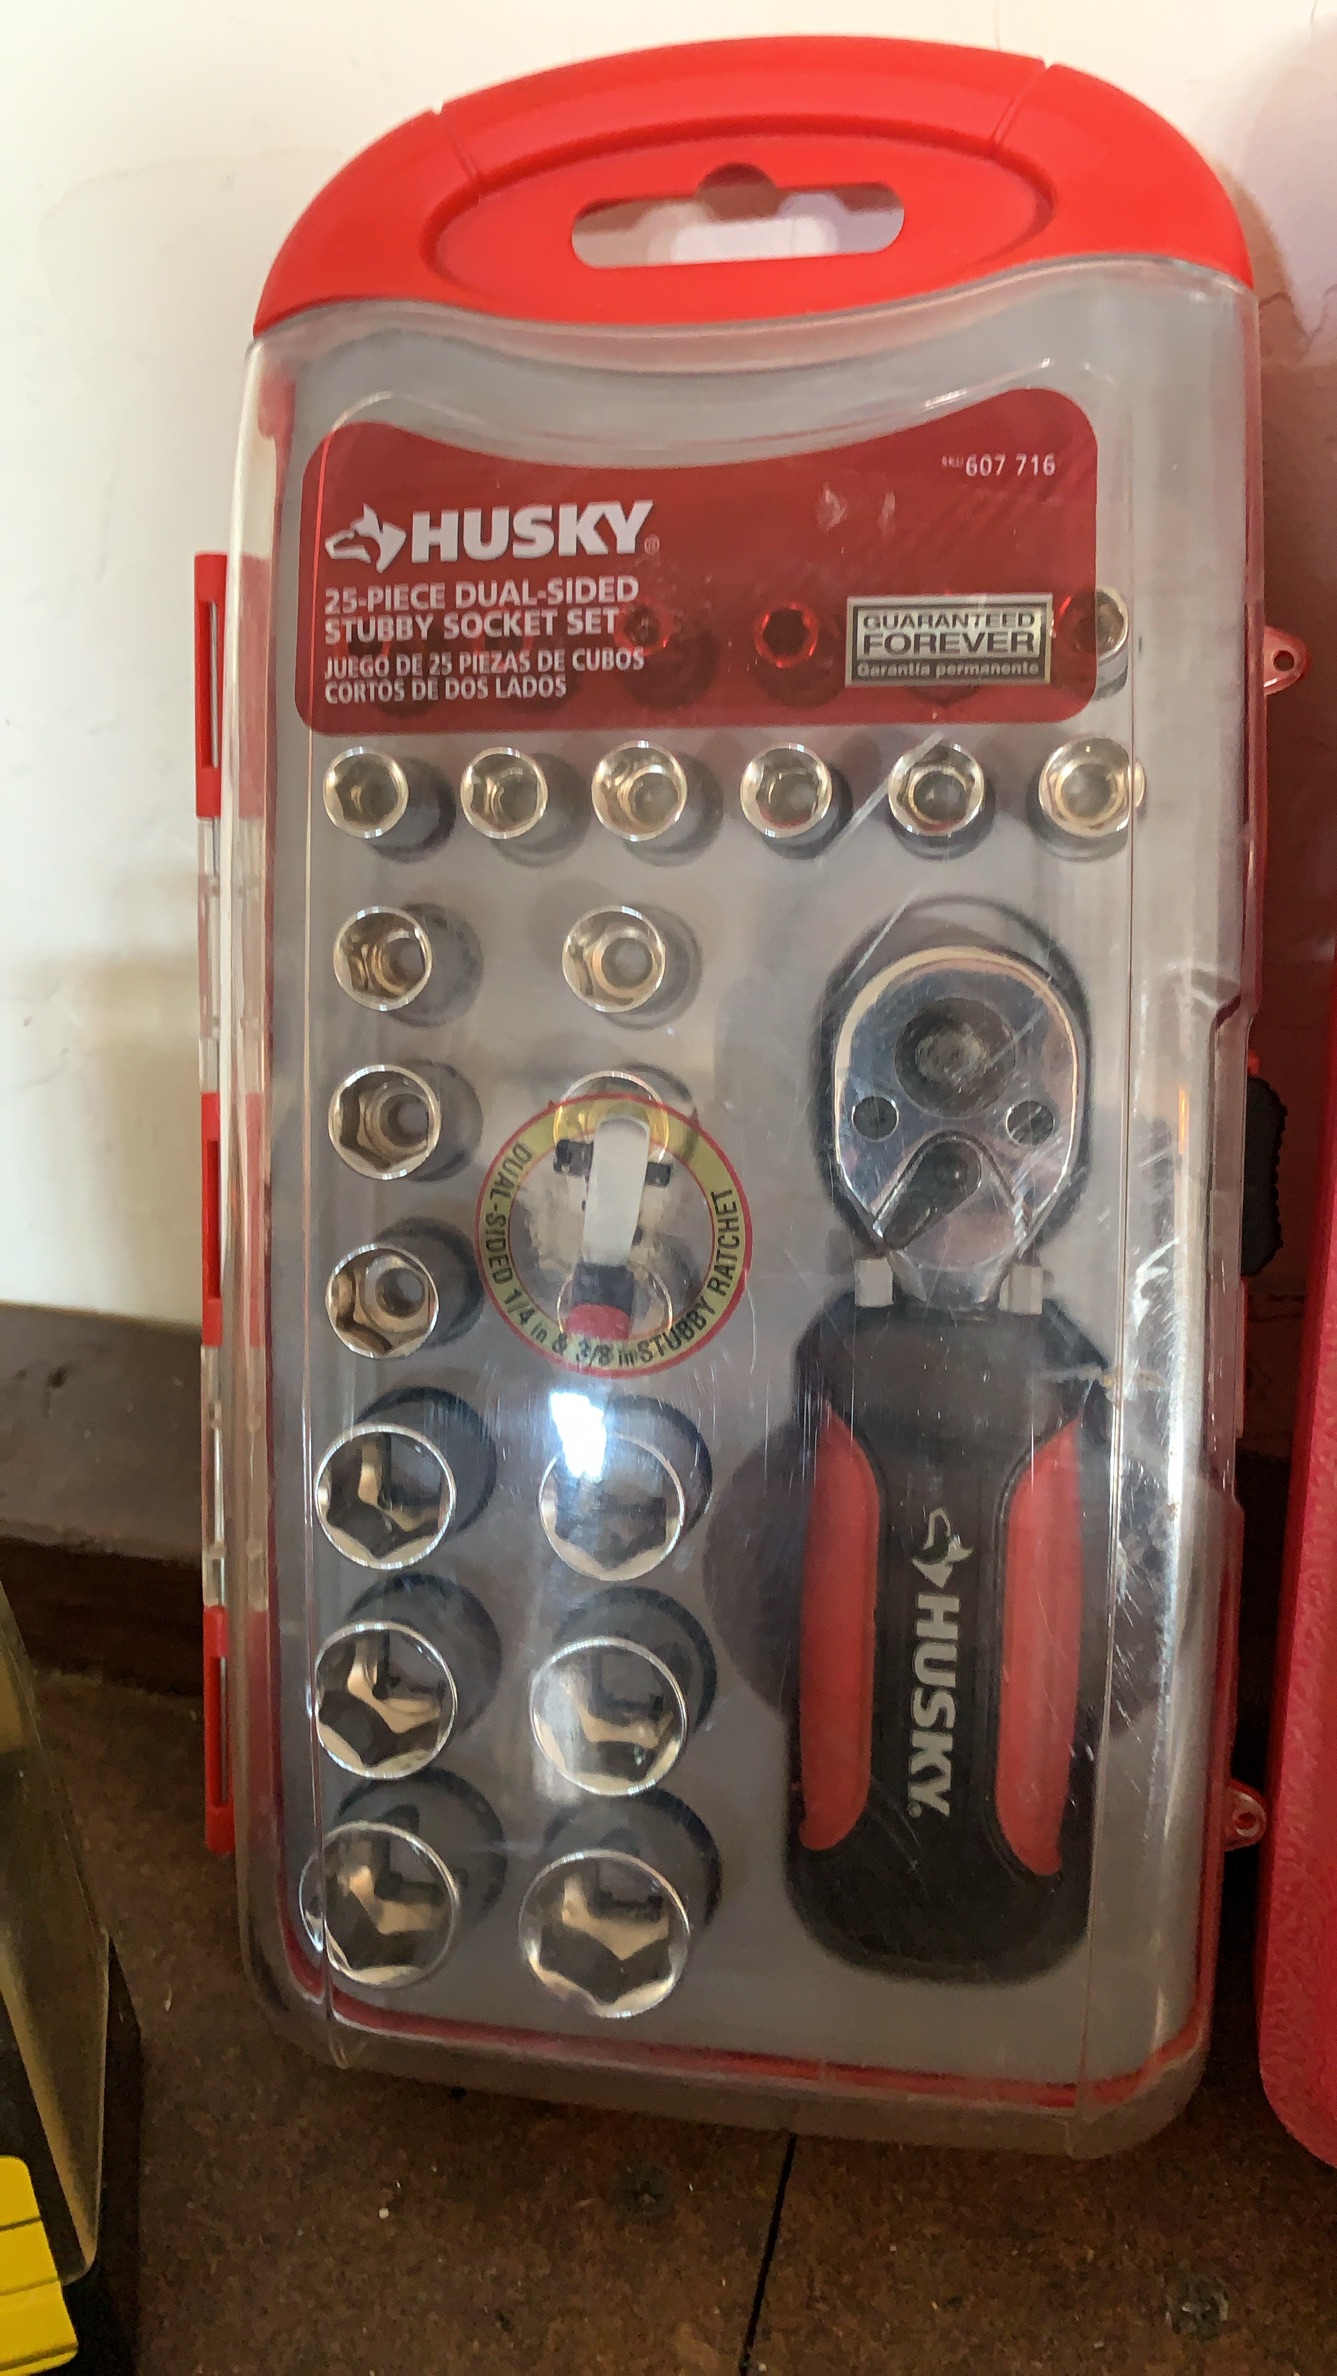 SKU 607 716
HUSKY®
25-PIECE DUAL-SIDED
STUBBY SOCKET SET
JUEGO DE 25 PIEZAS DE CUBOS
CORTOS DE DOS LADOS
GUARANTEED
FOREVER
Garantía permanente
DUAL-SIDED 1/4 in & 3/8 in STUBBY RATCHET
HUSKY®